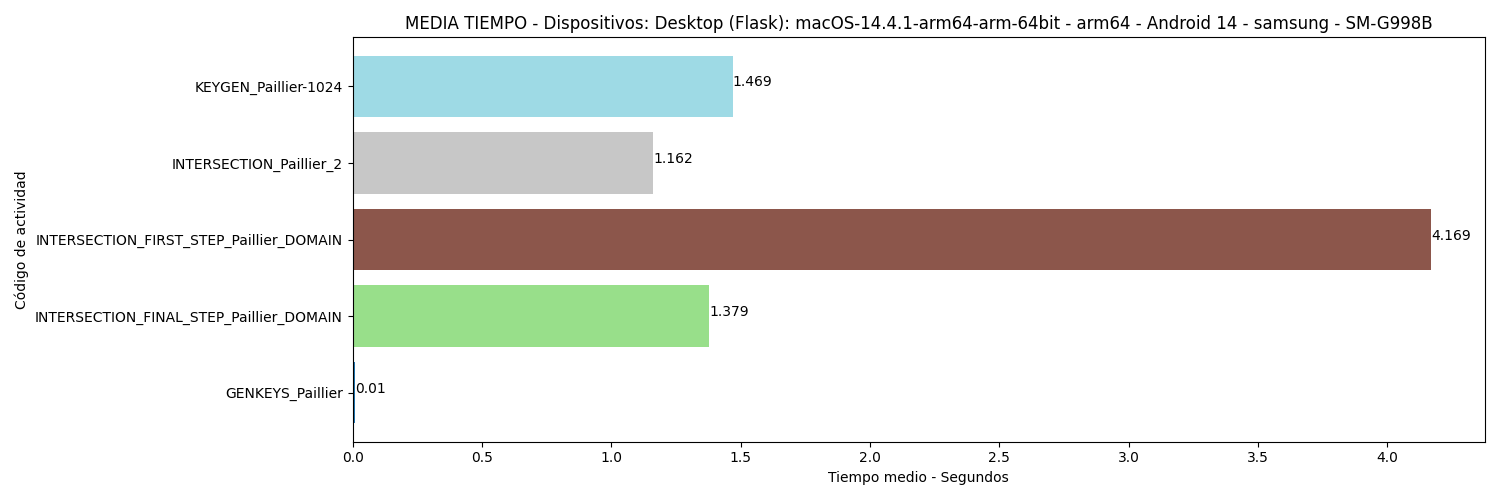 MEDIA TIEMPO - Dispositivos: Desktop (Flask): macOS-14.4.1-arm64-arm-64bit - arm64 - Android 14 - samsung - SM-G998B
Código de actividad
KEYGEN_Paillier-1024
1.469
INTERSECTION_Paillier_2
1.162
INTERSECTION_FIRST_STEP_Paillier_DOMAIN
4.169
INTERSECTION_FINAL_STEP_Paillier_DOMAIN
1.379
GENKEYS_Paillier
0.01
0.0 0.5 1.0 1.5 2.0 2.5 3.0 3.5 4.0
Tiempo medio - Segundos